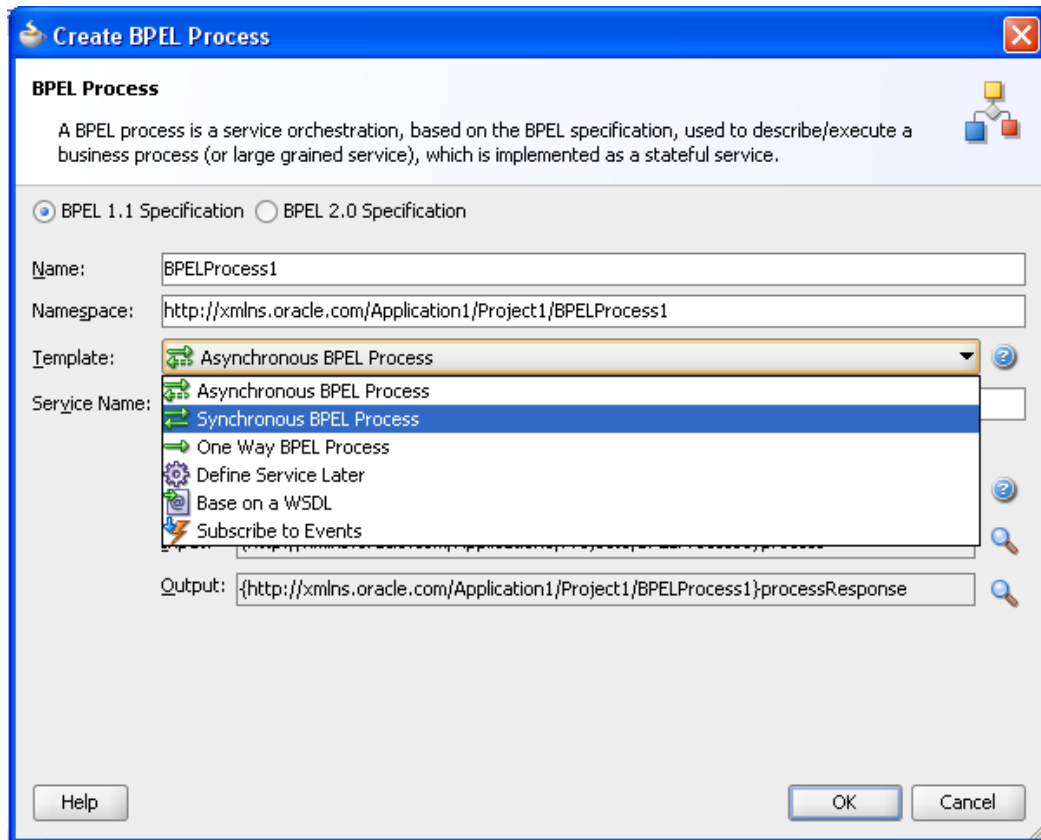 Create BPEL Process
BPEL Process
A BPEL process is a service orchestration, based on the BPEL specification, used to describe/execute a
business process (or large grained service), which is implemented as a stateful service.
BPEL 1.1 Specification BPEL 2.0 Specification
Name: BPELProcess1
Namespace: http://xmlns.oracle.com/Application1/Project1/BPELProcess1
Template: Asynchronous BPEL Process
Asynchronous BPEL Process
Service Name:
Synchronous BPEL Process
One Way BPEL Process
Define Service Later
Base on a WSDL
Subscribe to Events
Output: {http://xmlns.oracle.com/Application1/Project1/BPELProcess1}processResponse
Help OK Cancel